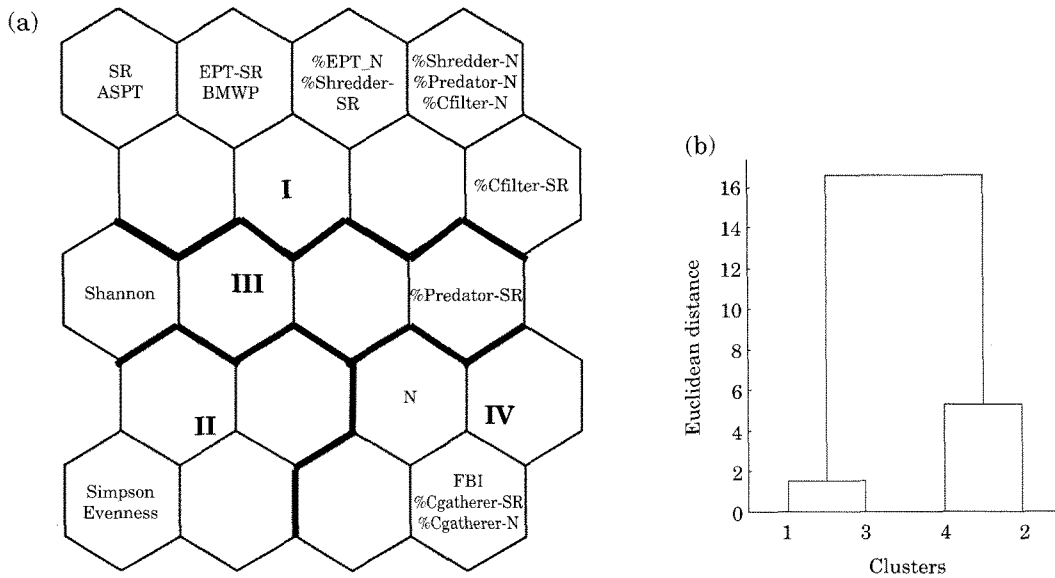 (a)
SR
ASPT
EPT-SR
BMWP
%EPT_N
%Shredder-
SR
%Shredder-N
%Predator-N
%Cfilter-N
I
%Cfilter-SR
Shannon
III
%Predator-SR
II
N
IV
Simpson
Evenness
FBI
%Cgatherer-SR
%Cgatherer-N
(b)
Euclidean distance
16
14
12
10
8
6
4
2
0
1 3 4 2
Clusters